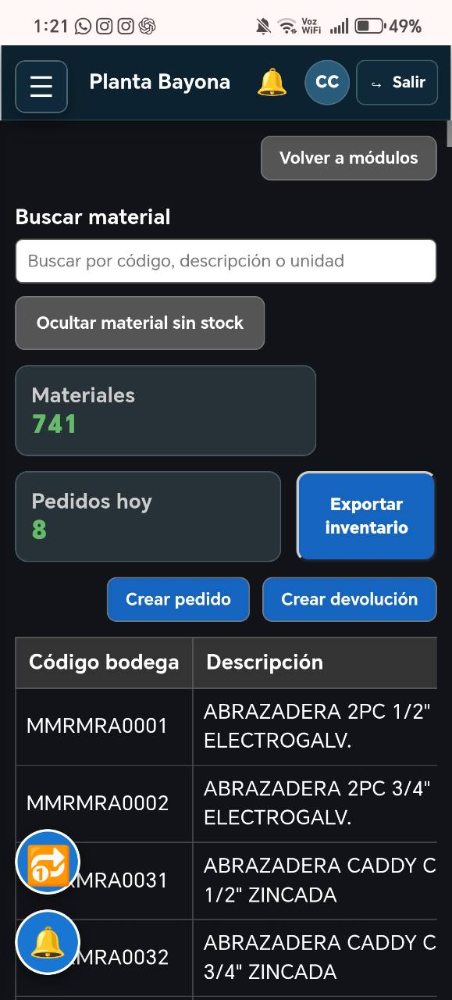 1:21
Voz
WiFi
49%
☰ Planta Bayona CC → Salir
Volver a módulos
Buscar material
Buscar por código, descripción o unidad
Ocultar material sin stock
Materiales
741
Pedidos hoy
8
Exportar
inventario
Crear pedido Crear devolución
Código bodega Descripción
MMRMRA0001 ABRAZADERA 2PC 1/2"
ELECTROGALV.
MMRMRA0002 ABRAZADERA 2PC 3/4"
ELECTROGALV.
MRA0031 ABRAZADERA CADDY C
1/2" ZINCADA
MRA0032 ABRAZADERA CADDY C
3/4" ZINCADA